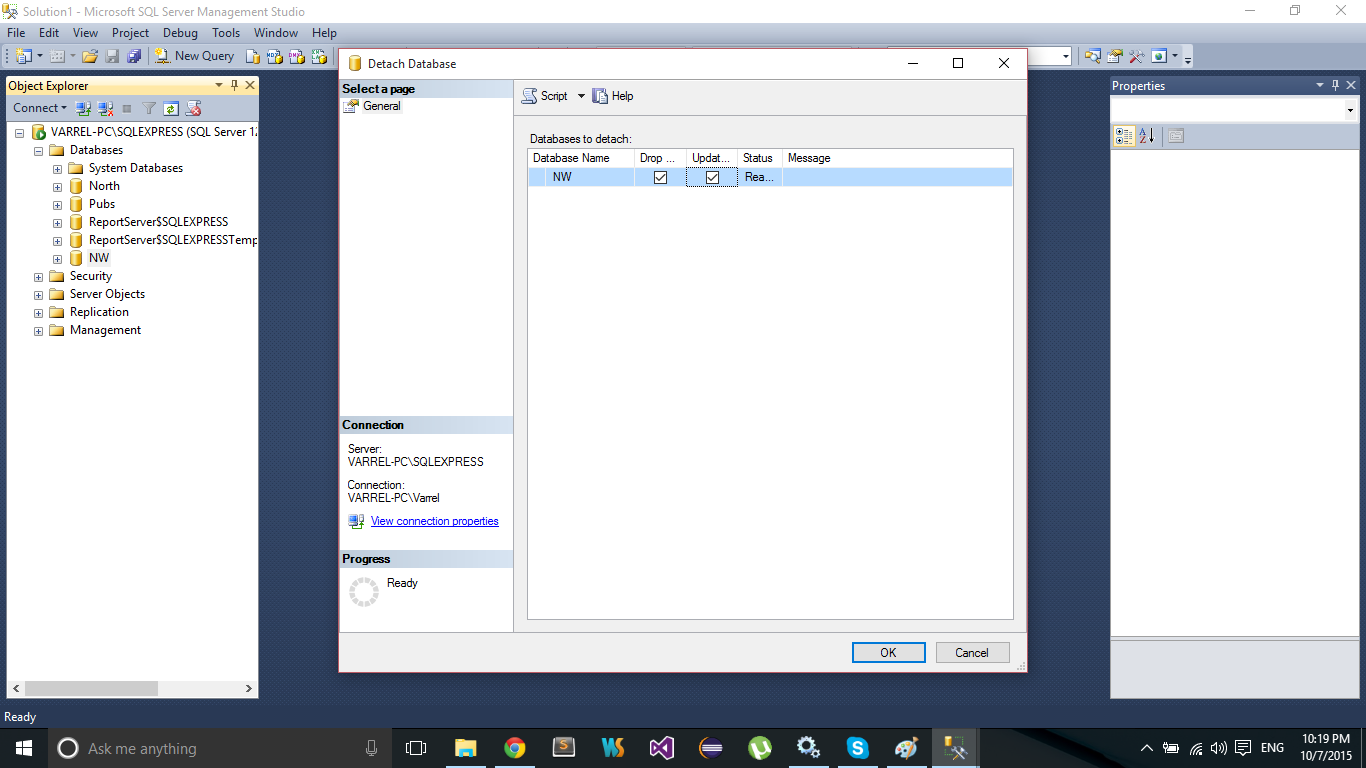 Solution1 - Microsoft SQL Server Management Studio
File Edit View Project Debug Tools Window Help
New Query
Object Explorer
Connect
VARREL-PC\SQLEXPRESS (SQL Server 12
Databases
System Databases
North
Pubs
ReportServer$SQLEXPRESS
ReportServer$SQLEXPRESSTemp
NW
Security
Server Objects
Replication
Management
Detach Database
Select a page
General
Script Help
Databases to detach:
Database Name Drop ... Updat... Status Message
NW Rea...
Connection
Server:
VARREL-PC\SQLEXPRESS
Connection:
VARREL-PC\Varrel
View connection properties
Progress
Ready
OK Cancel
Properties
Ready
Ask me anything
ENG
10:19 PM
10/7/2015